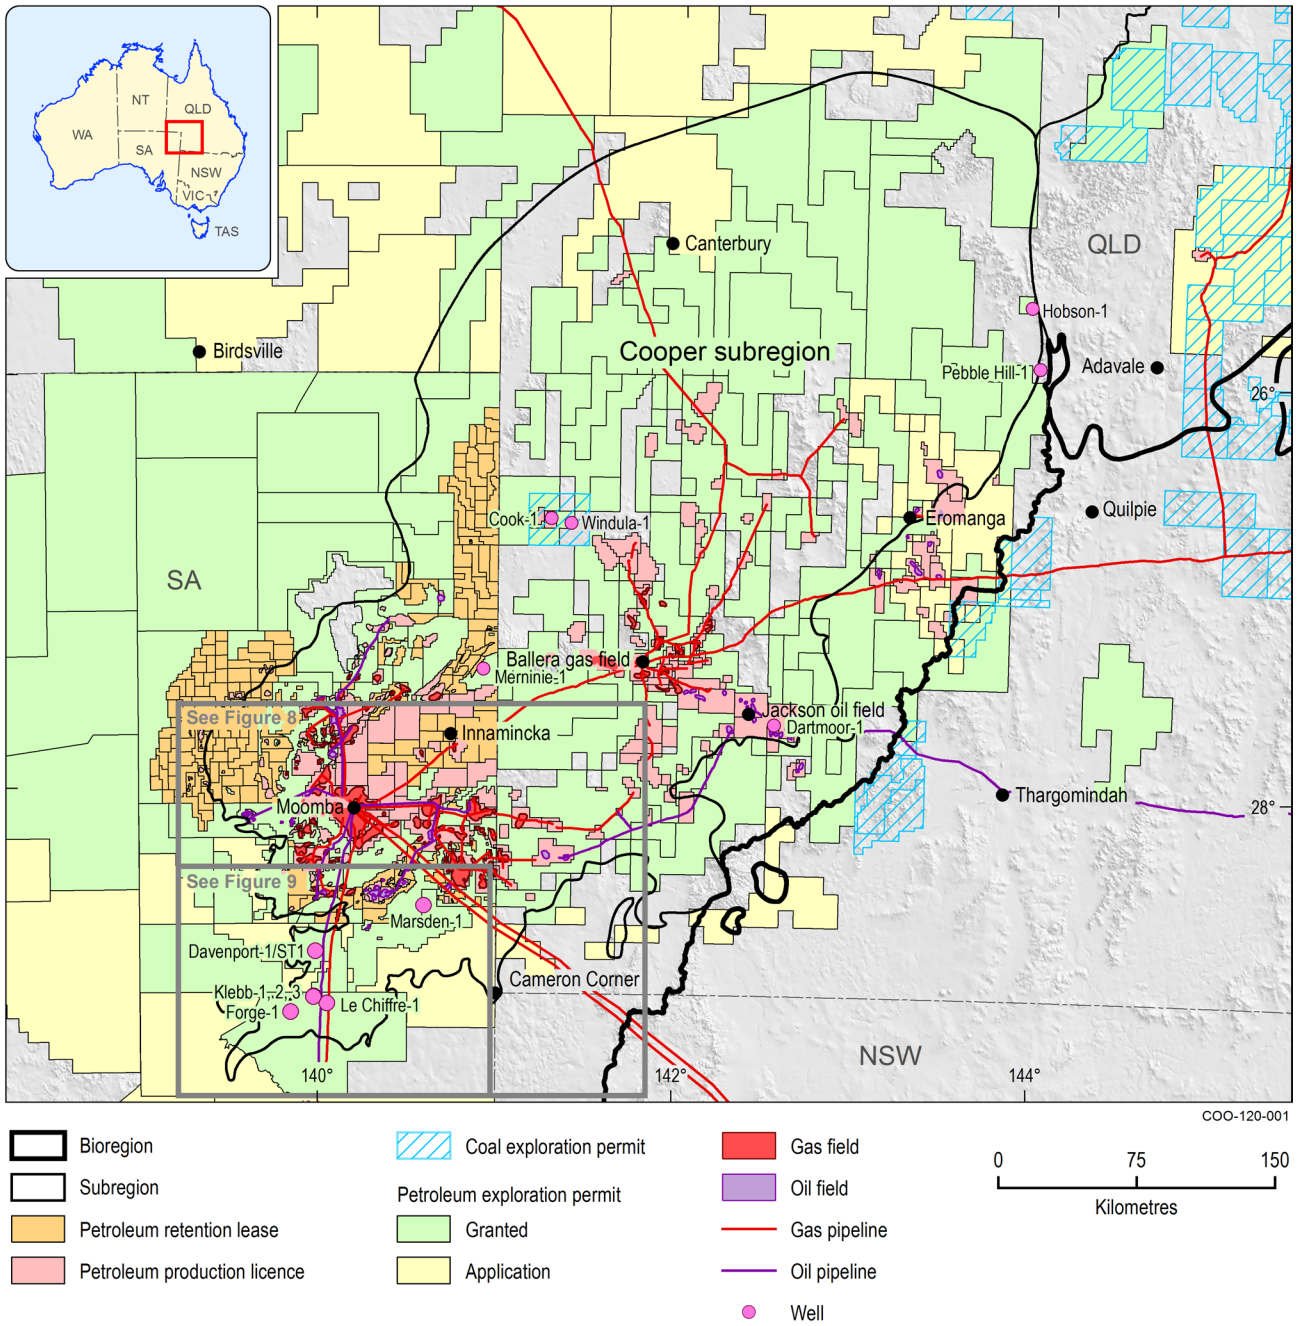 NT
QLD
WA
SA
NSW
VIC
TAS
Canterbury
QLD
Hobson-1
Birdsville
Cooper subregion
Pebble Hill-1
Adavale
26°
Cook-1
Windula-1
Eromanga
Quilpie
SA
Ballera gas field
Merninie-1
See Figure 8
Jackson oil field
Dartmoor-1
Innamincka
Moomba
Thargomindah
28°
See Figure 9
Marsden-1
Davenport-1/ST1
Cameron Corner
Klebb-1,.2,.3
Le Chiffre-1
Forge-1
NSW
140°
142°
144°
COO-120-001
Bioregion
Subregion
Petroleum retention lease
Petroleum production licence
Coal exploration permit
Petroleum exploration permit
Granted
Application
Gas field
Oil field
Gas pipeline
Oil pipeline
Well
0 75 150
Kilometres